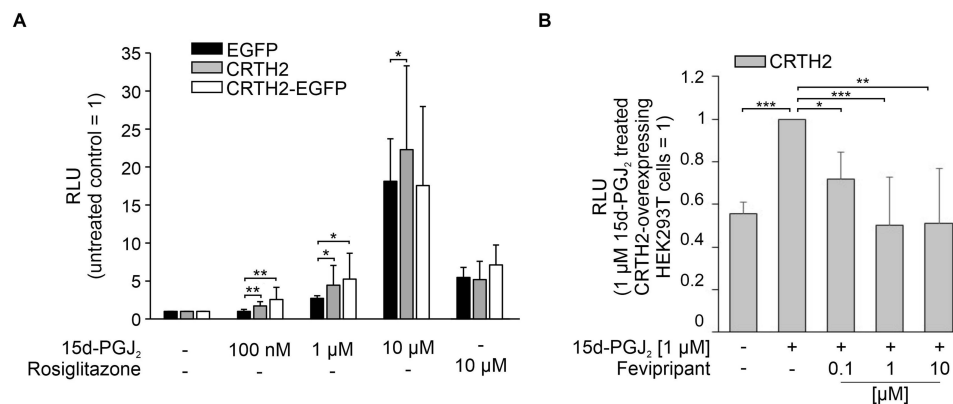 A
35
30
25
20
15
10
5
0
RLU
(untreated control = 1)
EGFP
CRTH2
CRTH2-EGFP
**
**
*
*
*
15d-PGJ₂ - 100 nM 1 µM 10 µM -
Rosiglitazone - - - - 10 µM
B
1.2
1
0.8
0.6
0.4
0.2
0
RLU
(1 µM 15d-PGJ₂ treated
CRTH2-overexpressing
HEK293T cells = 1)
CRTH2
**
***
*** *
15d-PGJ₂ [1 µM] - + + + +
Fevipripant - - 0.1 1 10
[µM]